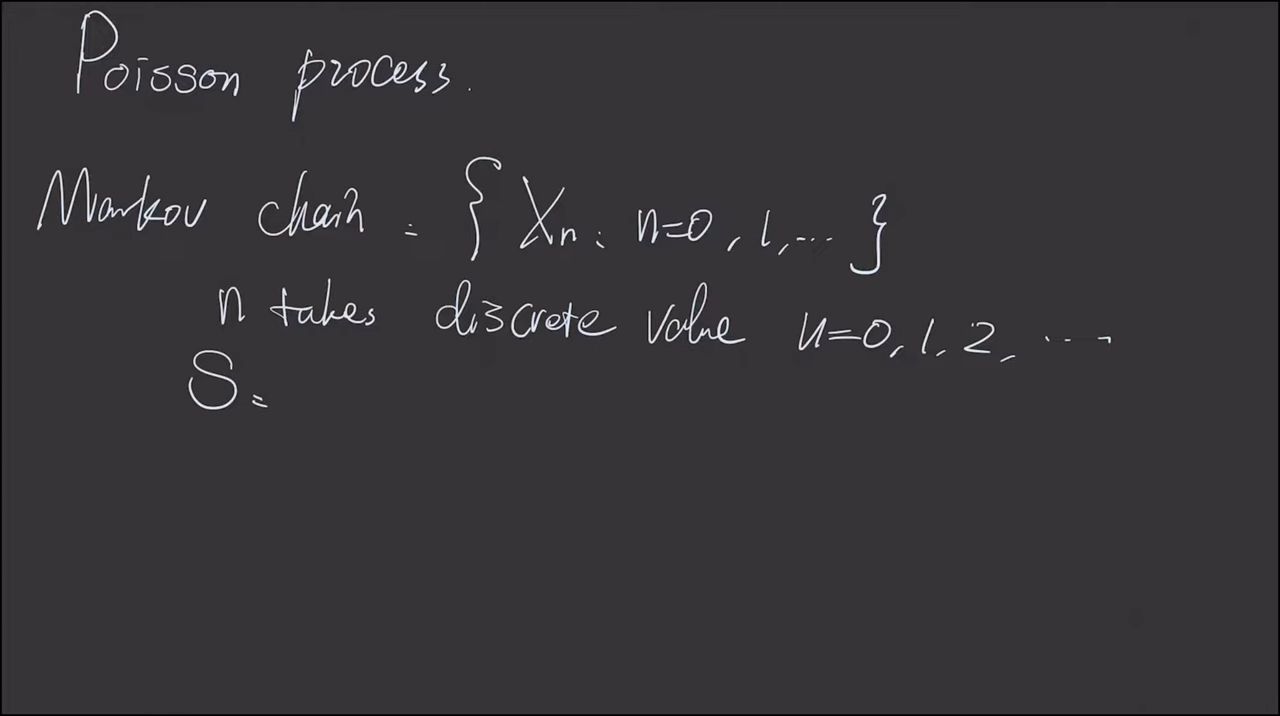 Poisson process.
Markov chain = { Xn : n=0, 1, ... }
n takes discrete value n=0, 1, 2, ....
S =